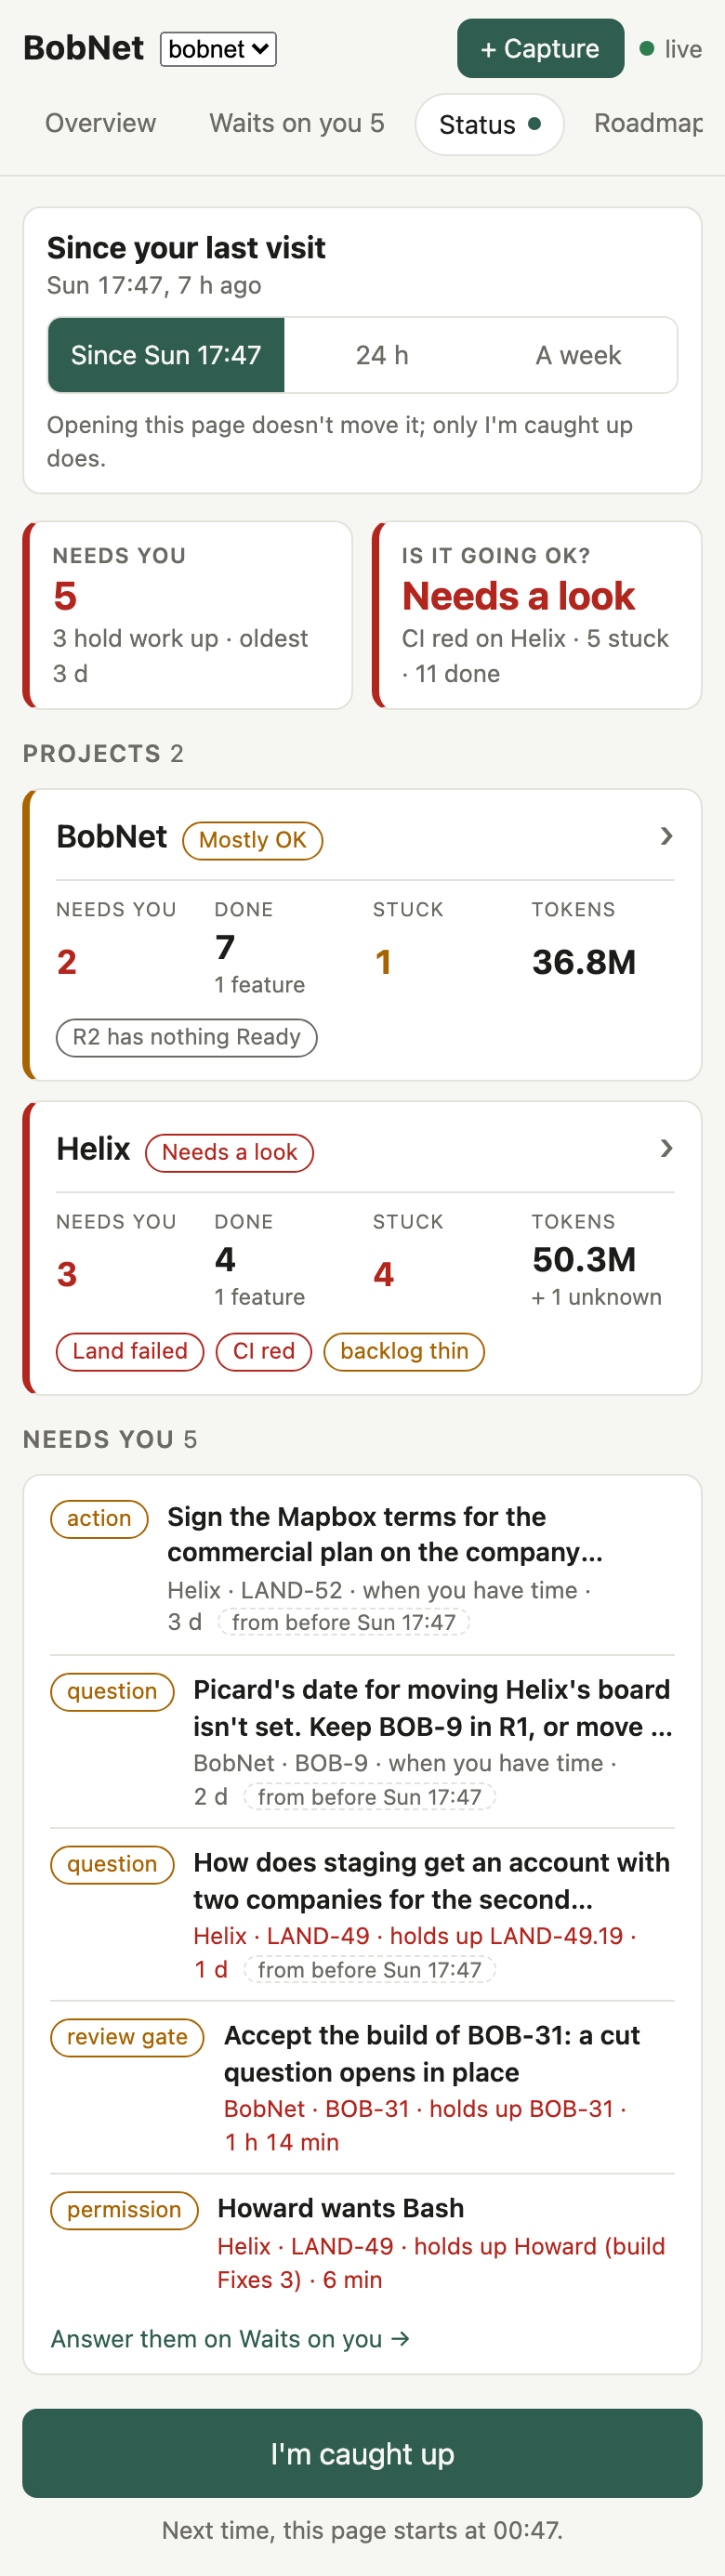 BobNet bobnet + Capture live
Overview Waits on you 5 Status Roadmap
Since your last visit
Sun 17:47, 7 h ago
Since Sun 17:47 24 h A week
Opening this page doesn't move it; only I'm caught up
does.
NEEDS YOU
5
3 hold work up · oldest
3 d
IS IT GOING OK?
Needs a look
CI red on Helix · 5 stuck
· 11 done
PROJECTS 2
BobNet Mostly OK ›
NEEDS YOU DONE STUCK TOKENS
2 7 1 36.8M
1 feature
R2 has nothing Ready
Helix Needs a look ›
NEEDS YOU DONE STUCK TOKENS
3 4 4 50.3M
1 feature + 1 unknown
Land failed CI red backlog thin
NEEDS YOU 5
action Sign the Mapbox terms for the
commercial plan on the company...
Helix · LAND-52 · when you have time ·
3 d from before Sun 17:47
question Picard's date for moving Helix's board
isn't set. Keep BOB-9 in R1, or move ...
BobNet · BOB-9 · when you have time ·
2 d from before Sun 17:47
question How does staging get an account with
two companies for the second...
Helix · LAND-49 · holds up LAND-49.19 ·
1 d from before Sun 17:47
review gate Accept the build of BOB-31: a cut
question opens in place
BobNet · BOB-31 · holds up BOB-31 ·
1 h 14 min
permission Howard wants Bash
Helix · LAND-49 · holds up Howard (build
Fixes 3) · 6 min
Answer them on Waits on you →
I'm caught up
Next time, this page starts at 00:47.